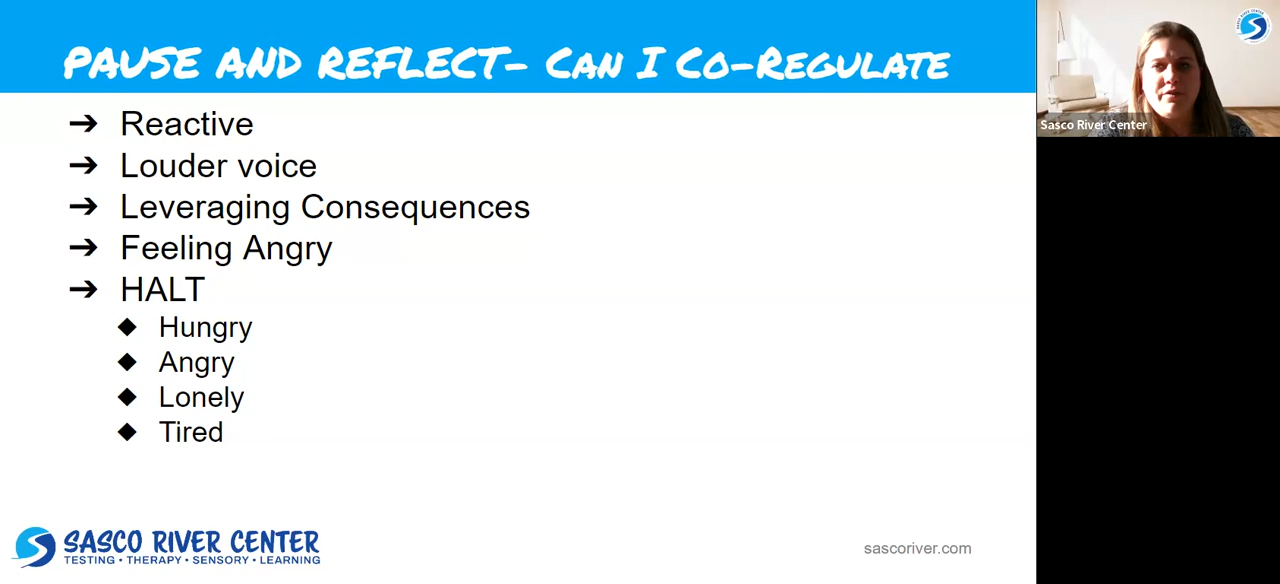 PAUSE AND REFLECT- CAN I CO-REGULATE
➔ Reactive
➔ Louder voice
➔ Leveraging Consequences
➔ Feeling Angry
➔ HALT
◆ Hungry
◆ Angry
◆ Lonely
◆ Tired
SASCO RIVER CENTER
TESTING • THERAPY • SENSORY • LEARNING
sascoriver.com
Sasco River Center